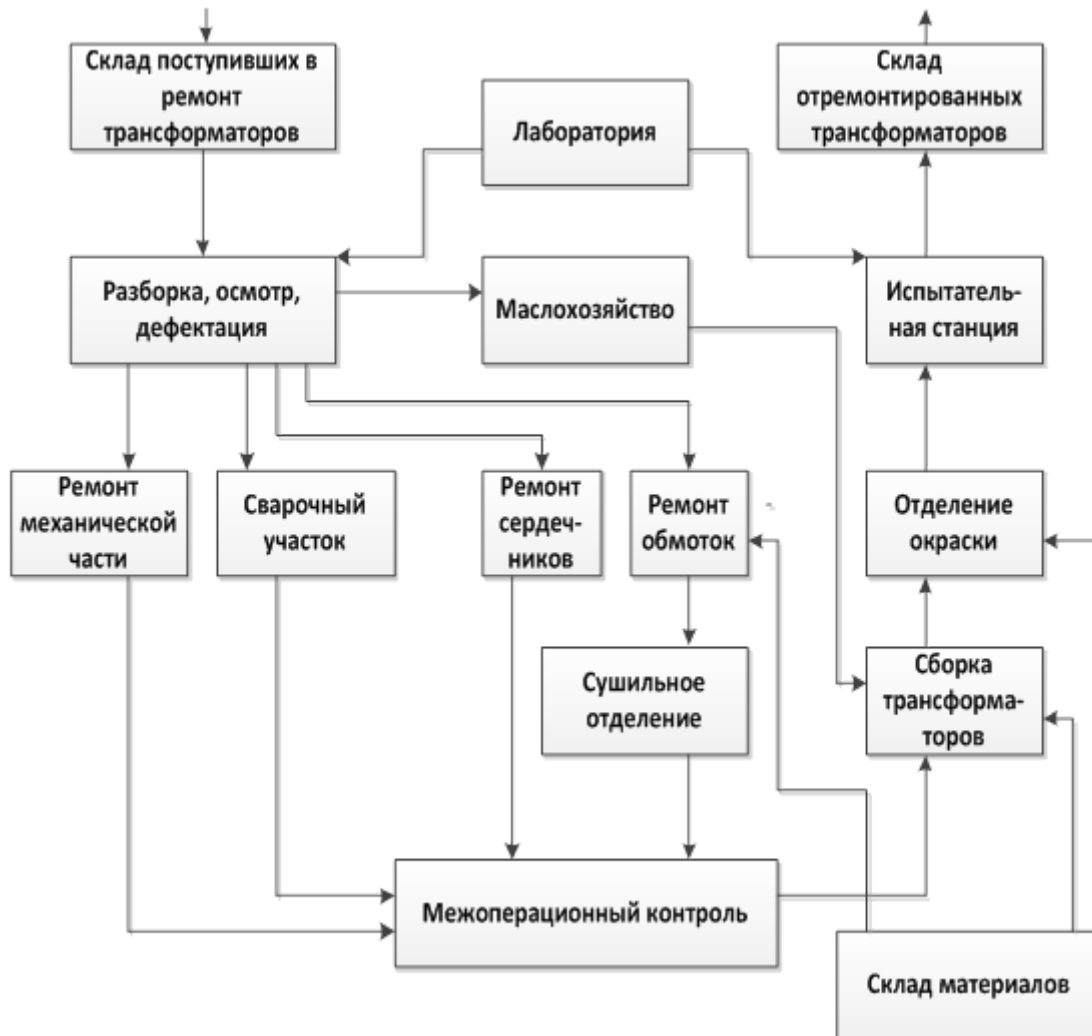 Склад поступивших в
ремонт
трансформаторов
Склад
отремонтированных
трансформаторов
Лаборатория
Разборка, осмотр,
дефектация
Маслохозяйство
Испытатель-
ная станция
Ремонт
механической
части
Сварочный
участок
Ремонт
сердеч-
ников
Ремонт
обмоток
Отделение
окраски
Сушильное
отделение
Сборка
трансформа-
торов
Межоперационный контроль
Склад материалов